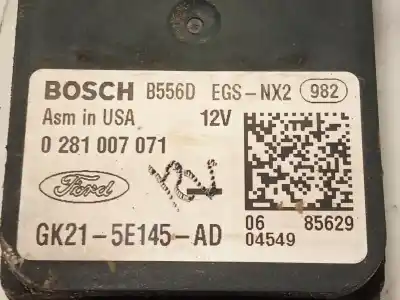 BOSCH B556D EGS-NX2 982
Asm in USA 12V
0 281 007 071
Ford
GK21-5E145-AD
06 85629
04549